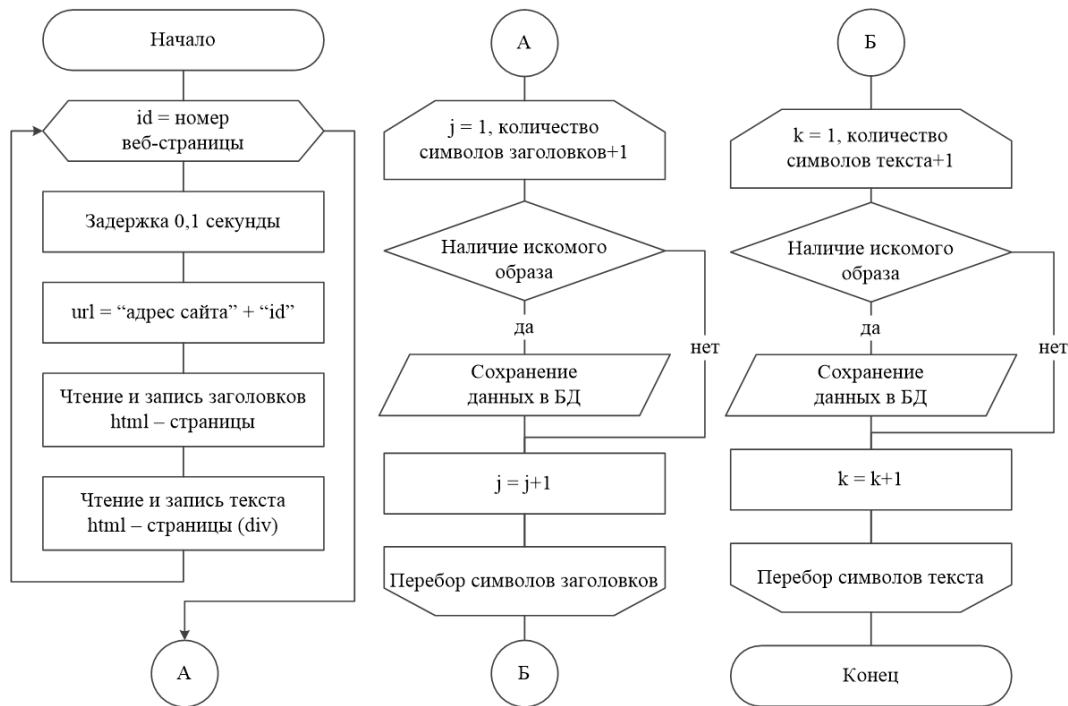 Начало
id = номер
веб-страницы
Задержка 0,1 секунды
url = “адрес сайта” + “id”
Чтение и запись заголовков
html – страницы
Чтение и запись текста
html – страницы (div)
А
А
j = 1, количество
символов заголовков+1
Наличие искомого
образа
да
нет
Сохранение
данных в БД
j = j+1
Перебор символов заголовков
Б
Б
k = 1, количество
символов текста+1
Наличие искомого
образа
да
нет
Сохранение
данных в БД
k = k+1
Перебор символов текста
Конец